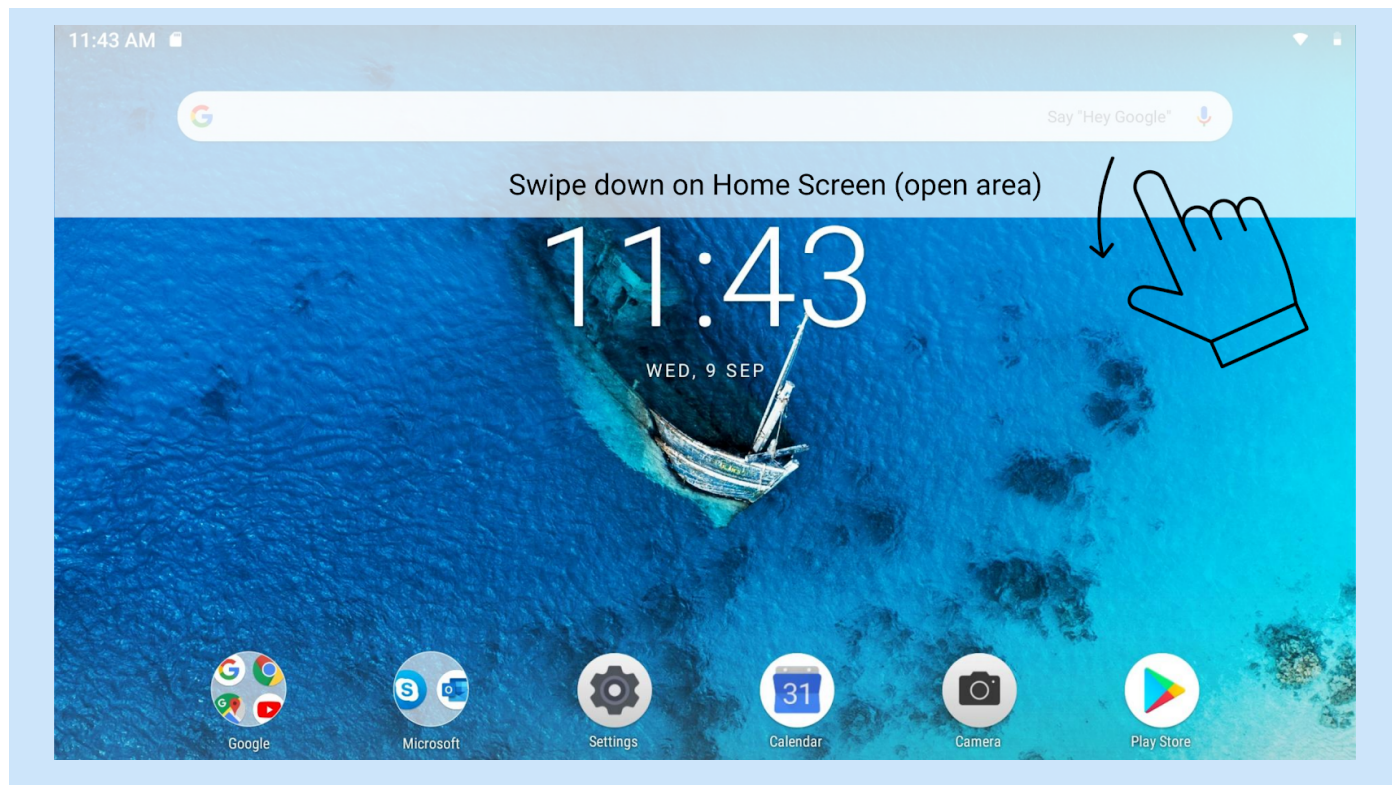 11:43 AM
G
Say "Hey Google"
Swipe down on Home Screen (open area)
11:43
WED, 9 SEP
G
S
31
Google
Microsoft
Settings
Calendar
Camera
Play Store